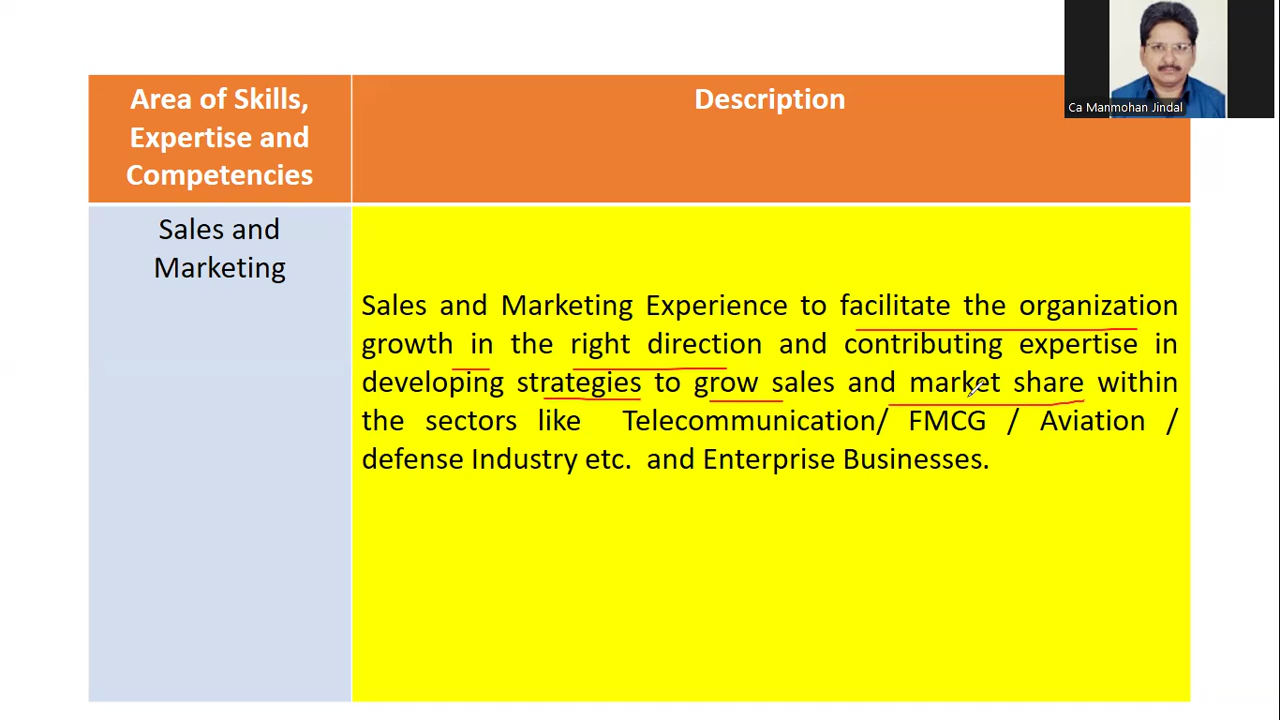 Ca Manmohan Jindal
Area of Skills,
Expertise and
Competencies
Description
Sales and
Marketing
Sales and Marketing Experience to facilitate the organization
growth in the right direction and contributing expertise in
developing strategies to grow sales and market share within
the sectors like Telecommunication/ FMCG / Aviation /
defense Industry etc. and Enterprise Businesses.